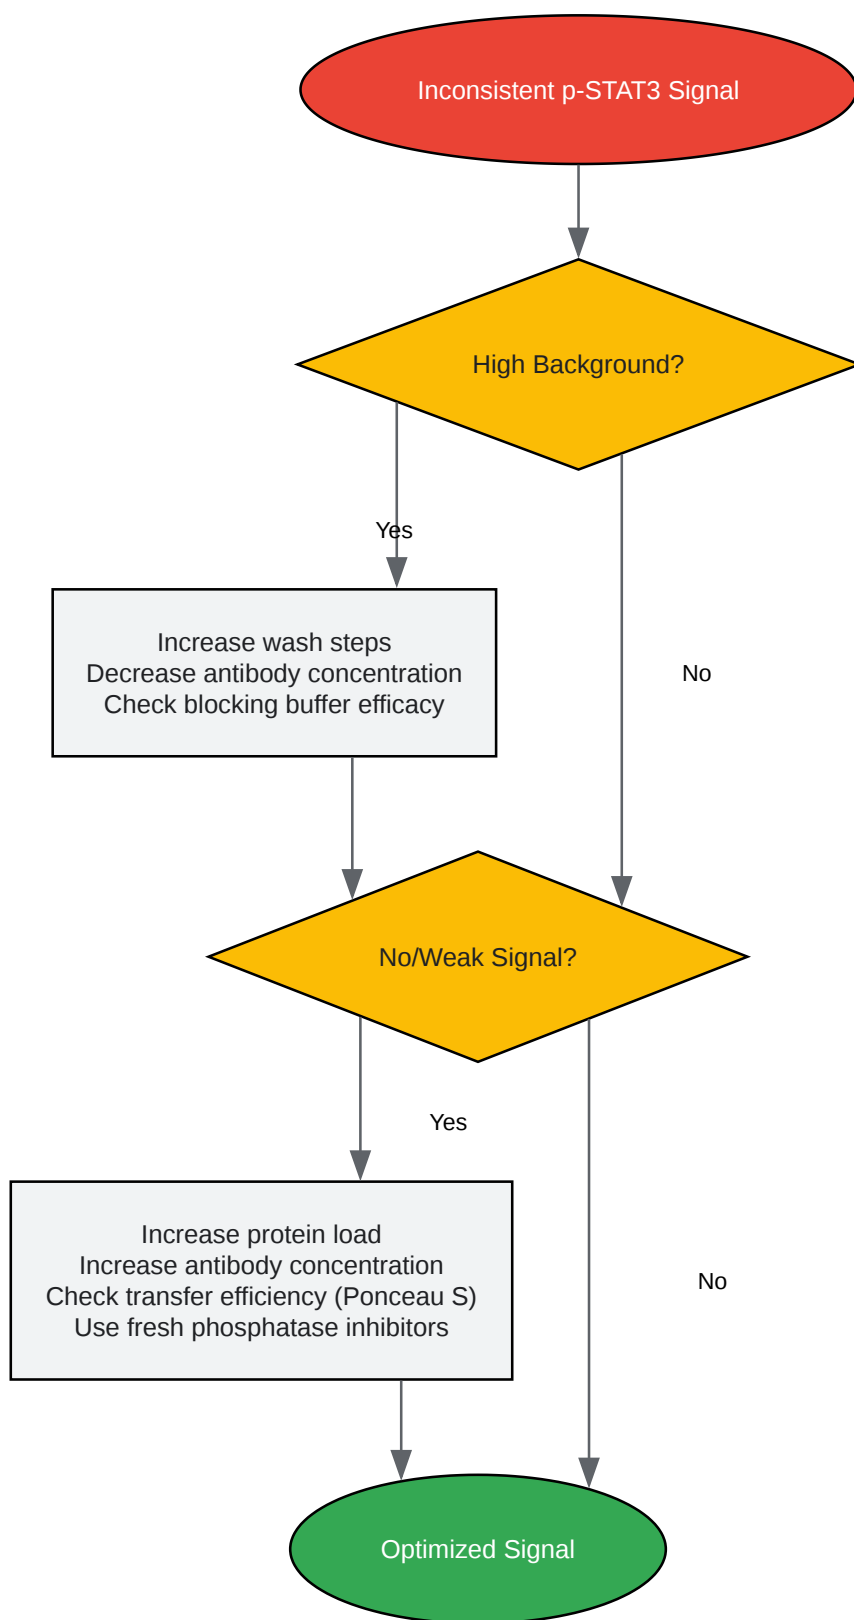 Inconsistent p-STAT3 Signal
High Background?
Yes
Increase wash steps
Decrease antibody concentration
Check blocking buffer efficacy
No
No/Weak Signal?
Yes
Increase protein load
Increase antibody concentration
Check transfer efficiency (Ponceau S)
Use fresh phosphatase inhibitors
No
Optimized Signal